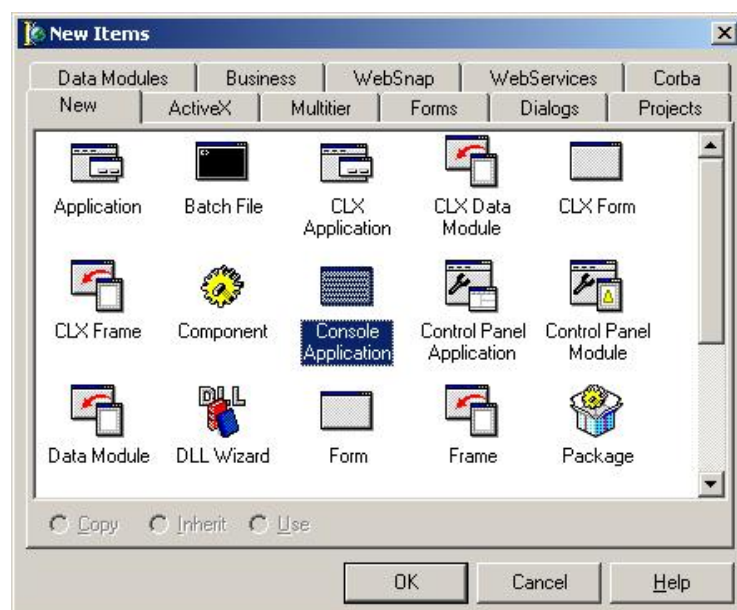 New Items
Data Modules Business WebSnap WebServices Corba
New ActiveX Multitier Forms Dialogs Projects
Application Batch File CLX Application CLX Data Module CLX Form
CLX Frame Component Console Application Control Panel Application Control Panel Module
DLL
Data Module DLL Wizard Form Frame Package
Copy Inherit Use
OK Cancel Help